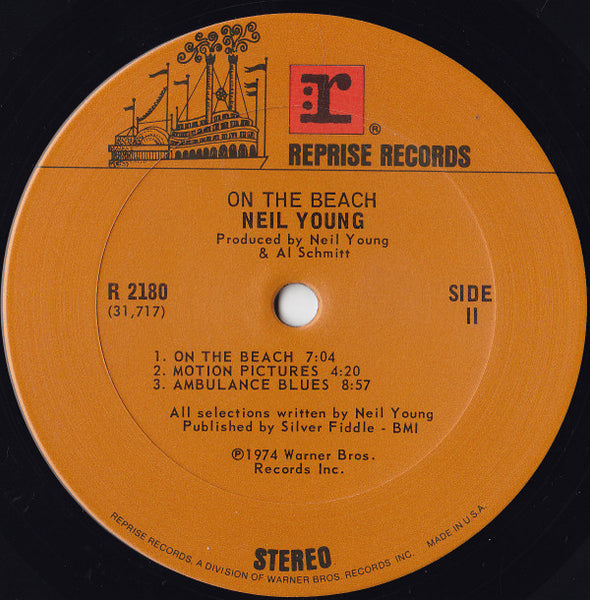 r
®
REPRISE RECORDS
ON THE BEACH
NEIL YOUNG
Produced by Neil Young
& Al Schmitt
R 2180
(31,717)
SIDE
II
1. ON THE BEACH 7:04
2. MOTION PICTURES 4:20
3. AMBULANCE BLUES 8:57
All selections written by Neil Young
Published by Silver Fiddle - BMI
℗1974 Warner Bros.
Records Inc.
STEREO
REPRISE RECORDS, A DIVISION OF WARNER BROS. RECORDS INC. MADE IN U.S.A.